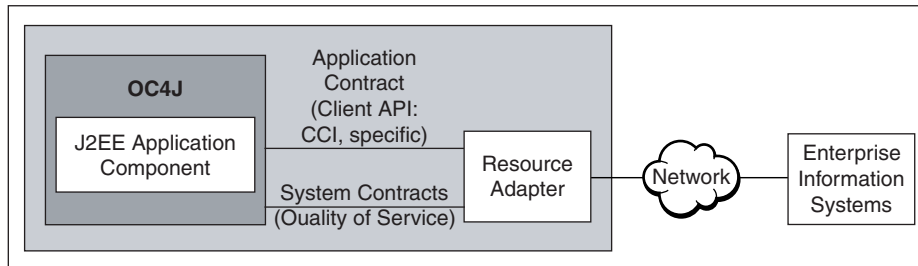 OC4J
J2EE Application
Component
Application
Contract
(Client API:
CCI, specific)
System Contracts
(Ouality of Service)
Resource
Adapter
Network
Enterprise
Information
Systems